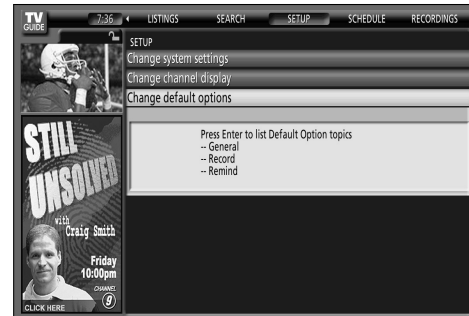 TV
GUIDE
7:36
LISTINGS
SEARCH
SETUP
SCHEDULE
RECORDINGS
SETUP
Change system settings
Change channel display
Change default options
Press Enter to list Default Option topics
-- General
-- Record
-- Remind
STILL
UNSOLVED
with
Craig Smith
Friday
10:00pm
CHANNEL
9
CLICK HERE